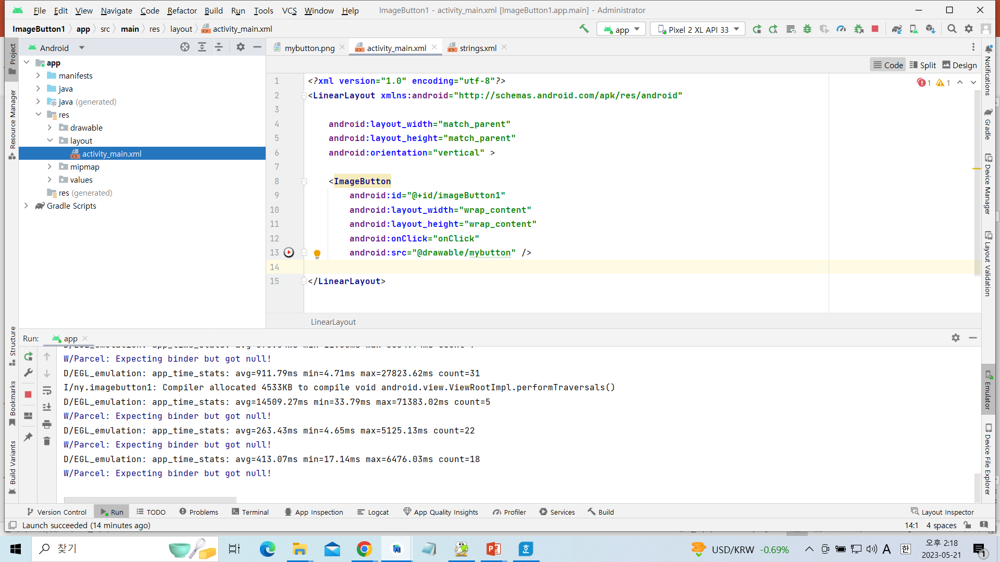 File Edit View Navigate Code Refactor Build Run Tools VCS Window Help ImageButton1 - activity_main.xml [ImageButton1.app.main] - Administrator
ImageButton1 app src main res layout activity_main.xml app Pixel 2 XL API 33
Project
Android
mybutton.png activity_main.xml strings.xml
Code Split Design
app
manifests
java
java (generated)
res
drawable
layout
activity_main.xml
mipmap
values
res (generated)
Gradle Scripts
Resource Manager
Structure
Bookmarks
Build Variants
1 <?xml version="1.0" encoding="utf-8"?>
2 <LinearLayout xmlns:android="http://schemas.android.com/apk/res/android"
3
4 android:layout_width="match_parent"
5 android:layout_height="match_parent"
6 android:orientation="vertical" >
7
8 <ImageButton
9 android:id="@+id/imageButton1"
10 android:layout_width="wrap_content"
11 android:layout_height="wrap_content"
12 android:onClick="onClick"
13 android:src="@drawable/mybutton" />
14
15 </LinearLayout>
1 1
LinearLayout
Notifications
Gradle
Device Manager
Layout Validation
Emulator
Device File Explorer
Run: app
W/Parcel: Expecting binder but got null!
D/EGL_emulation: app_time_stats: avg=911.79ms min=4.71ms max=27823.62ms count=31
I/ny.imagebutton1: Compiler allocated 4533KB to compile void android.view.ViewRootImpl.performTraversals()
D/EGL_emulation: app_time_stats: avg=14509.27ms min=33.79ms max=71383.02ms count=5
W/Parcel: Expecting binder but got null!
D/EGL_emulation: app_time_stats: avg=263.43ms min=4.65ms max=5125.13ms count=22
W/Parcel: Expecting binder but got null!
D/EGL_emulation: app_time_stats: avg=413.07ms min=17.14ms max=6476.03ms count=18
W/Parcel: Expecting binder but got null!
Version Control Run TODO Problems Terminal App Inspection Logcat App Quality Insights Profiler Services Build Layout Inspector
Launch succeeded (14 minutes ago) 14:1 4 spaces
찾기 USD/KRW -0.69% A 한 오후 2:18
2023-05-21 1